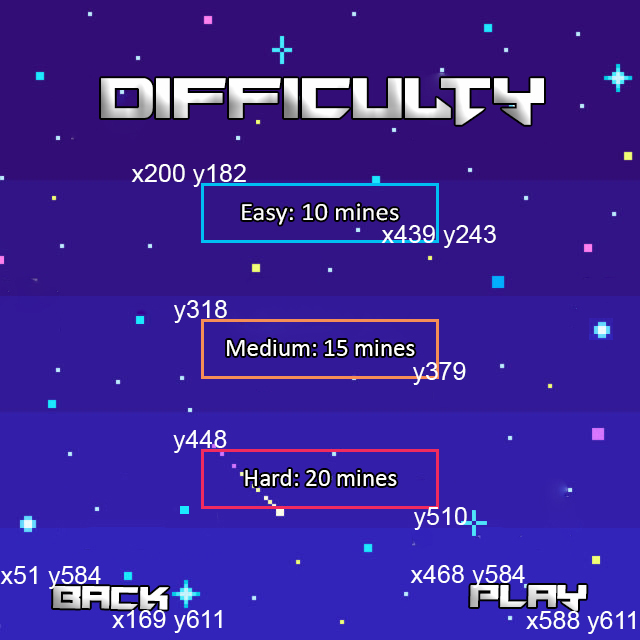 DIFFICULTY
x200 y182
Easy: 10 mines
x439 y243
y318
Medium: 15 mines
y379
y448
Hard: 20 mines
y510
x51 y584
BACK
x169 y611
x468 y584
PLAY
x588 y611